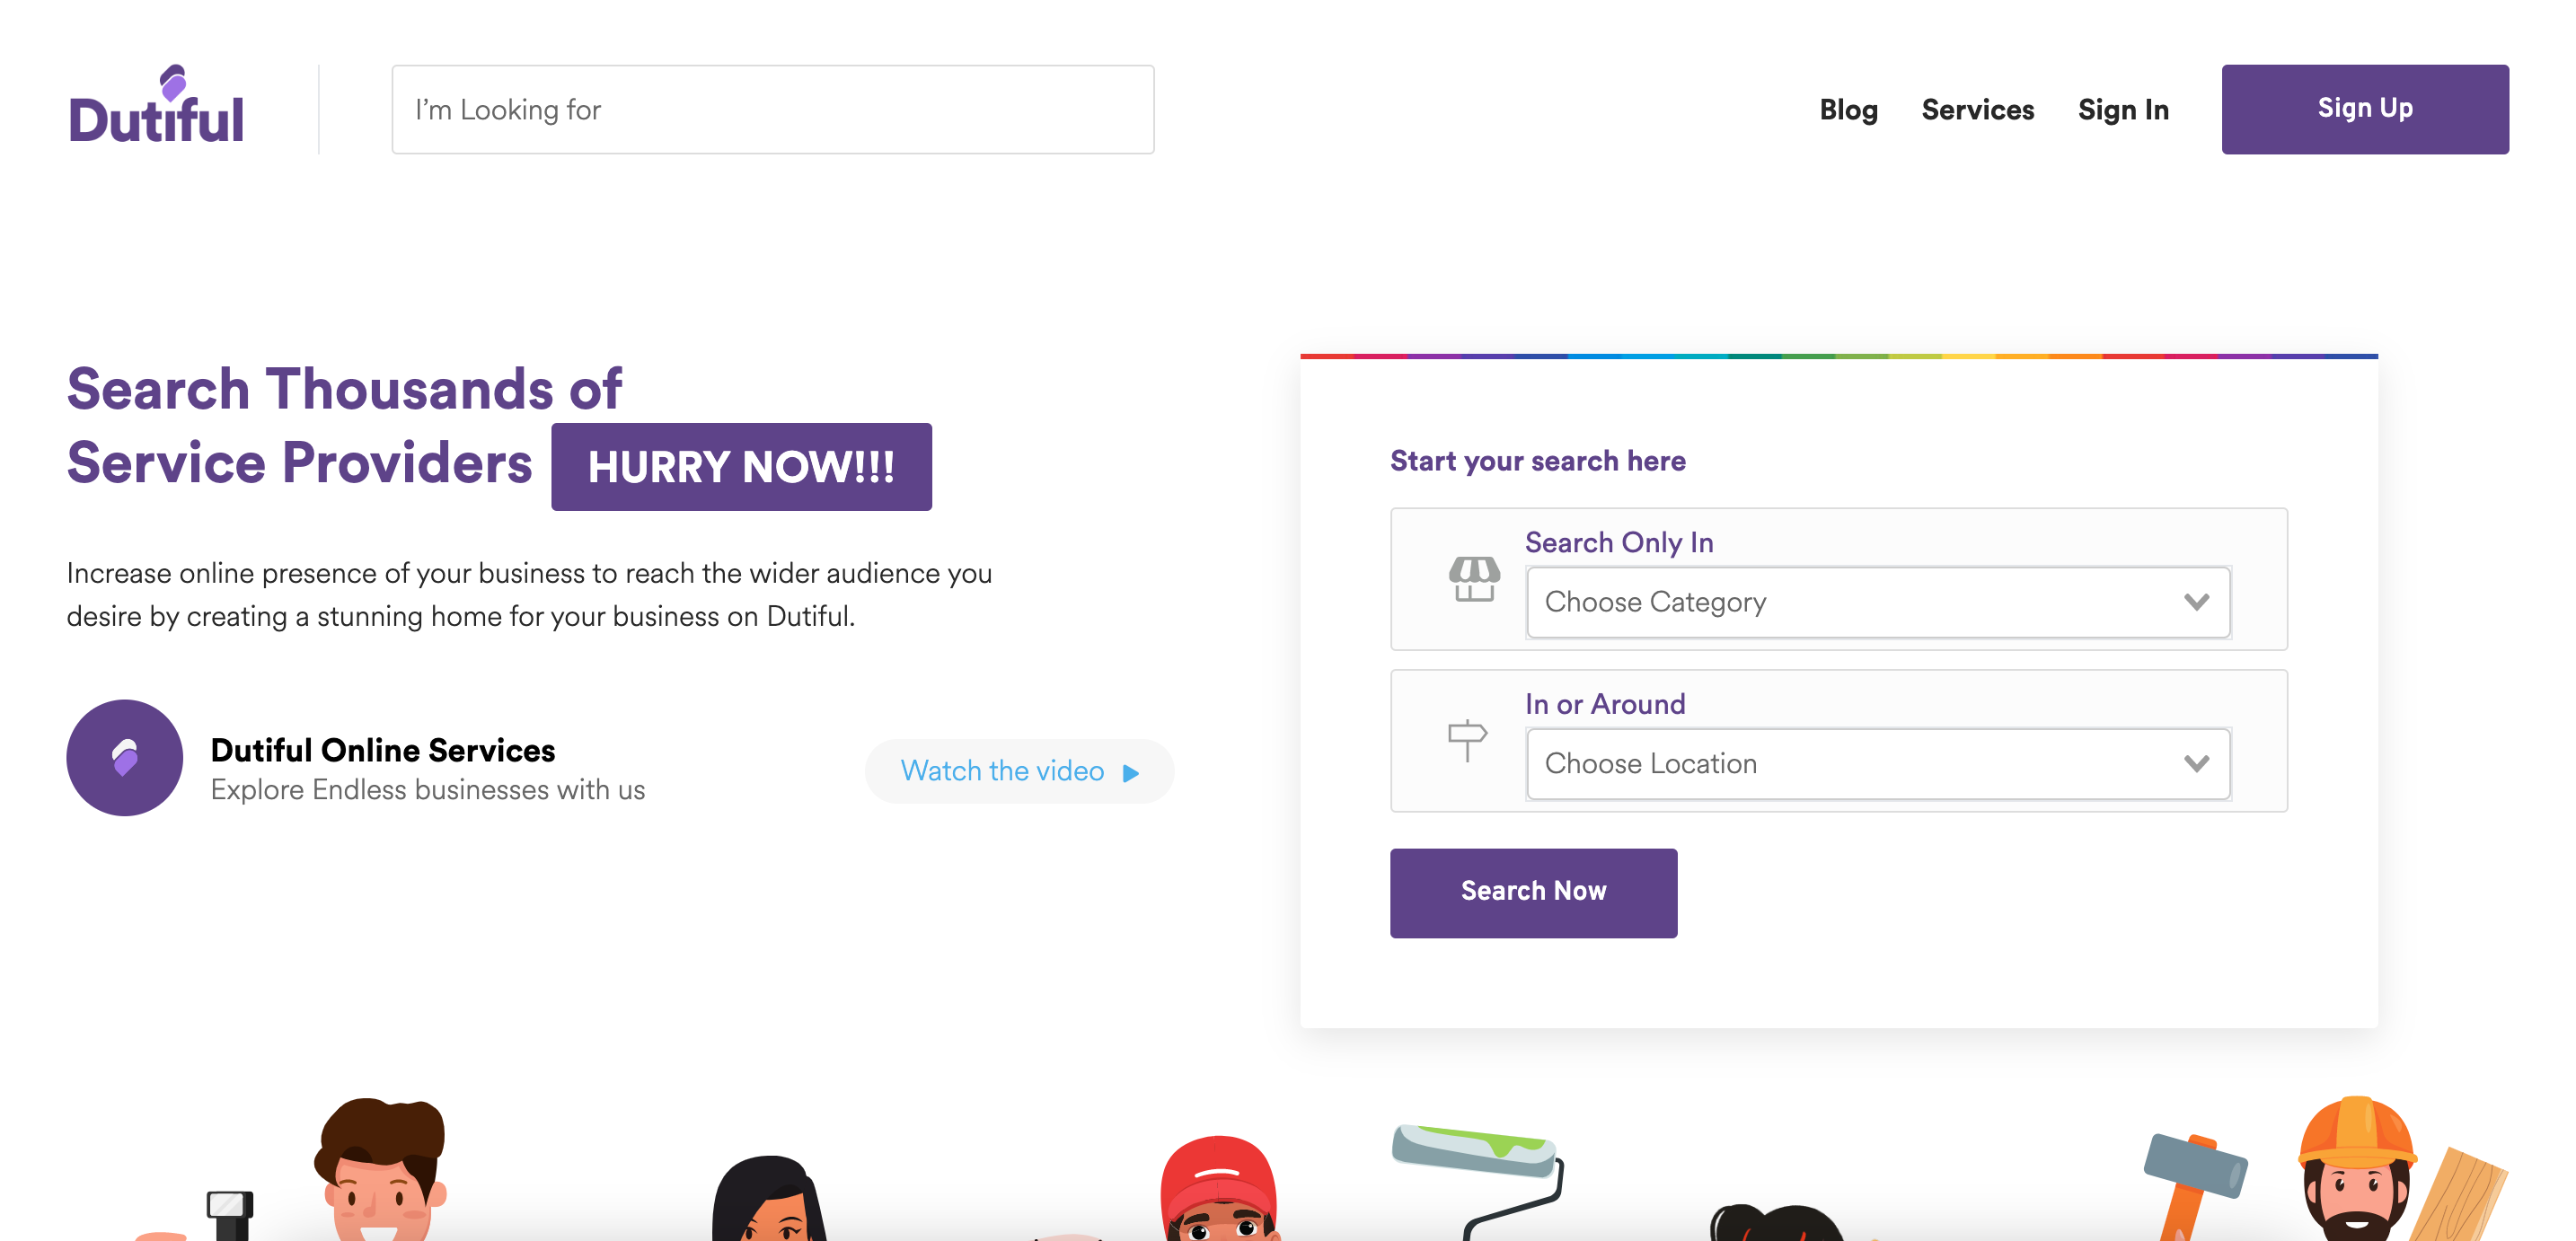 Dutiful
I'm Looking for
Blog
Services
Sign In
Sign Up
Search Thousands of
Service Providers HURRY NOW!!!
Increase online presence of your business to reach the wider audience you
desire by creating a stunning home for your business on Dutiful.
Dutiful Online Services
Explore Endless businesses with us
Watch the video
Start your search here
Search Only In
Choose Category
In or Around
Choose Location
Search Now